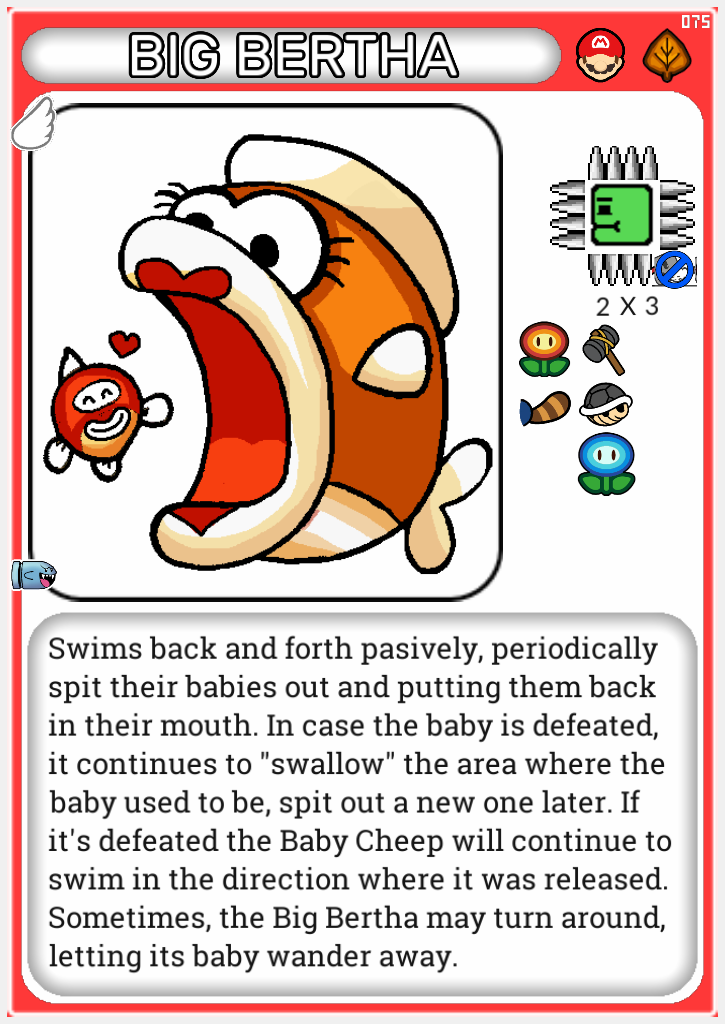 075
BIG BERTHA
2 X 3
Swims back and forth pasively, periodically
spit their babies out and putting them back
in their mouth. In case the baby is defeated,
it continues to "swallow" the area where the
baby used to be, spit out a new one later. If
it's defeated the Baby Cheep will continue to
swim in the direction where it was released.
Sometimes, the Big Bertha may turn around,
letting its baby wander away.